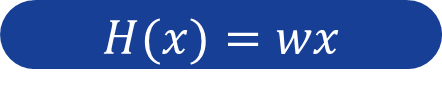 H(x) = wx